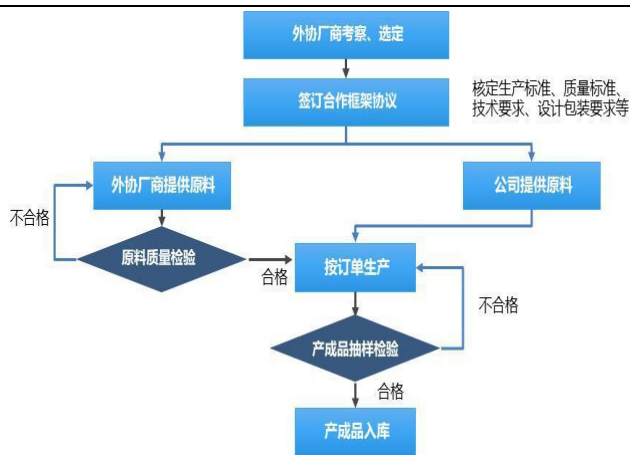 外协厂商考察、选定
签订合作框架协议
核定生产标准、质量标准、
技术要求、设计包装要求等
外协厂商提供原料
公司提供原料
不合格
原料质量检验
合格
按订单生产
不合格
产成品抽样检验
合格
产成品入库